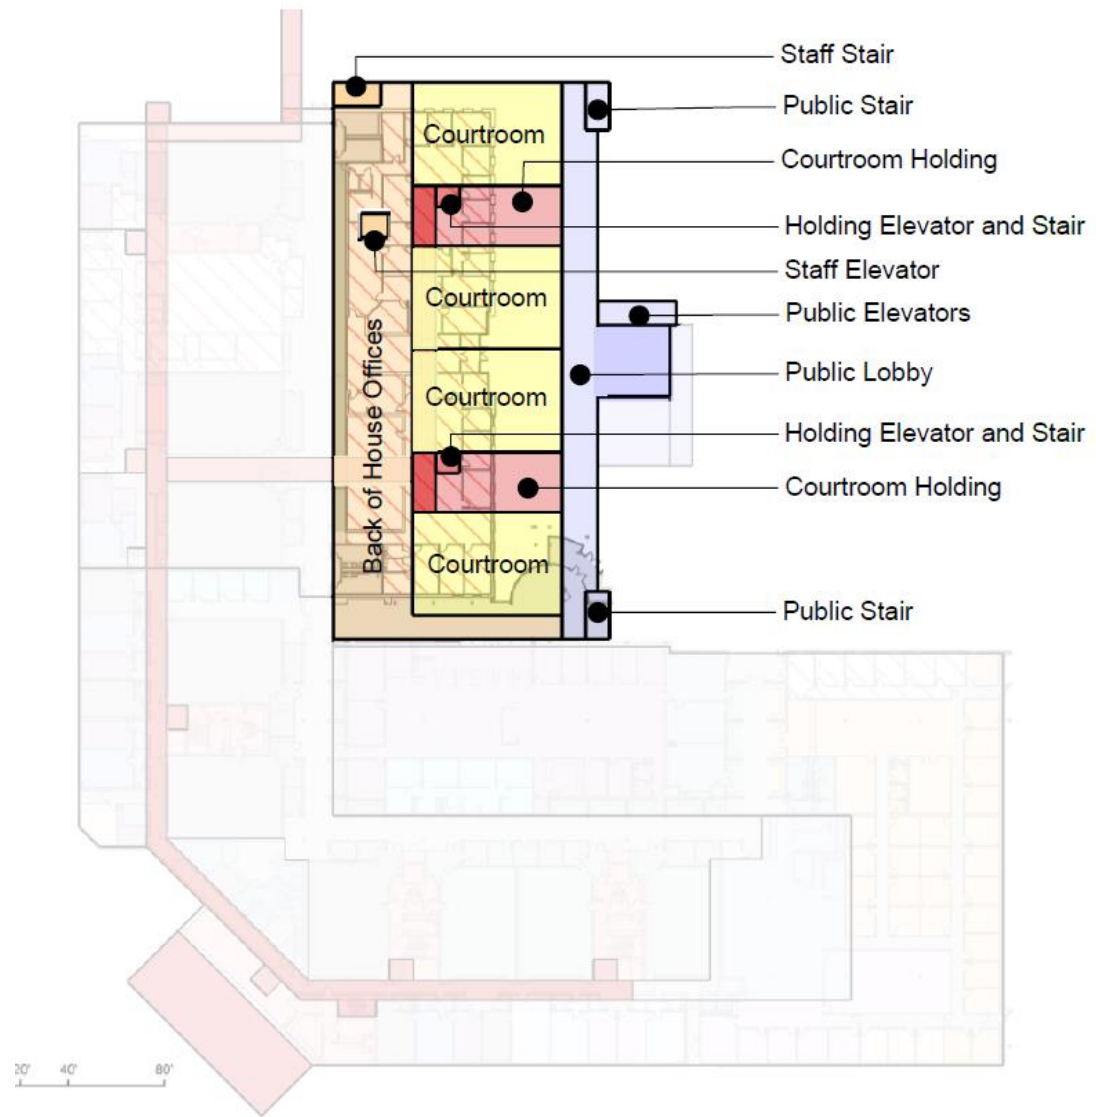 Staff Stair
Public Stair
Courtroom
Courtroom Holding
Holding Elevator and Stair
Staff Elevator
Courtroom
Public Elevators
Public Lobby
Courtroom
Holding Elevator and Stair
Courtroom Holding
Back of House Offices
Courtroom
Public Stair
20' 40' 80'